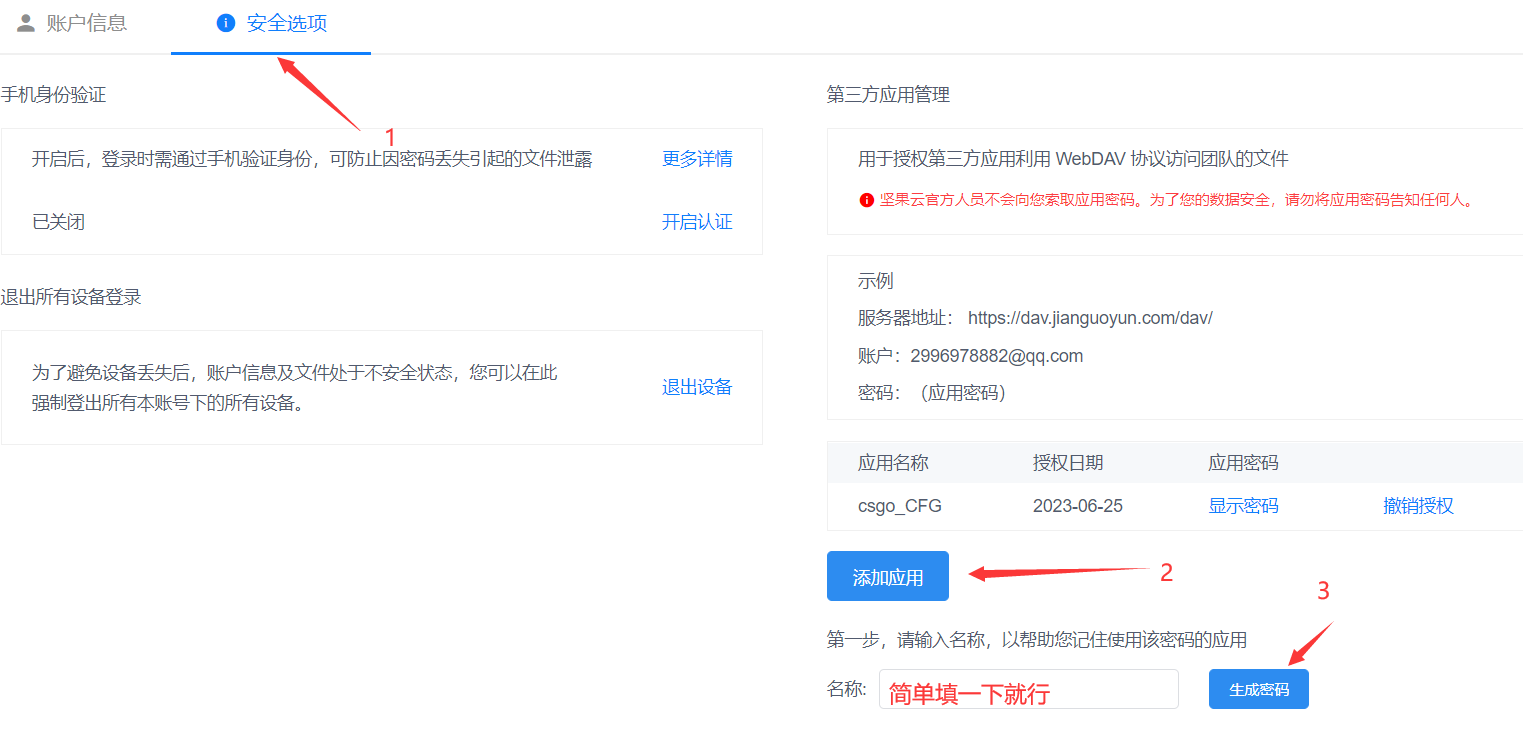 账户信息
安全选项
1
手机身份验证
开启后，登录时需通过手机验证身份，可防止因密码丢失引起的文件泄露
更多详情
已关闭
开启认证
退出所有设备登录
为了避免设备丢失后，账户信息及文件处于不安全状态，您可以在此
强制登出所有本账号下的所有设备。
退出设备
第三方应用管理
用于授权第三方应用利用 WebDAV 协议访问团队的文件
坚果云官方人员不会向您索取应用密码。为了您的数据安全，请勿将应用密码告知任何人。
示例
服务器地址： https://dav.jianguoyun.com/dav/
账户：2996978882@qq.com
密码：（应用密码）
应用名称 授权日期 应用密码
csgo_CFG 2023-06-25 显示密码 撤销授权
添加应用
2
3
第一步，请输入名称，以帮助您记住使用该密码的应用
名称: 简单填一下就行
生成密码